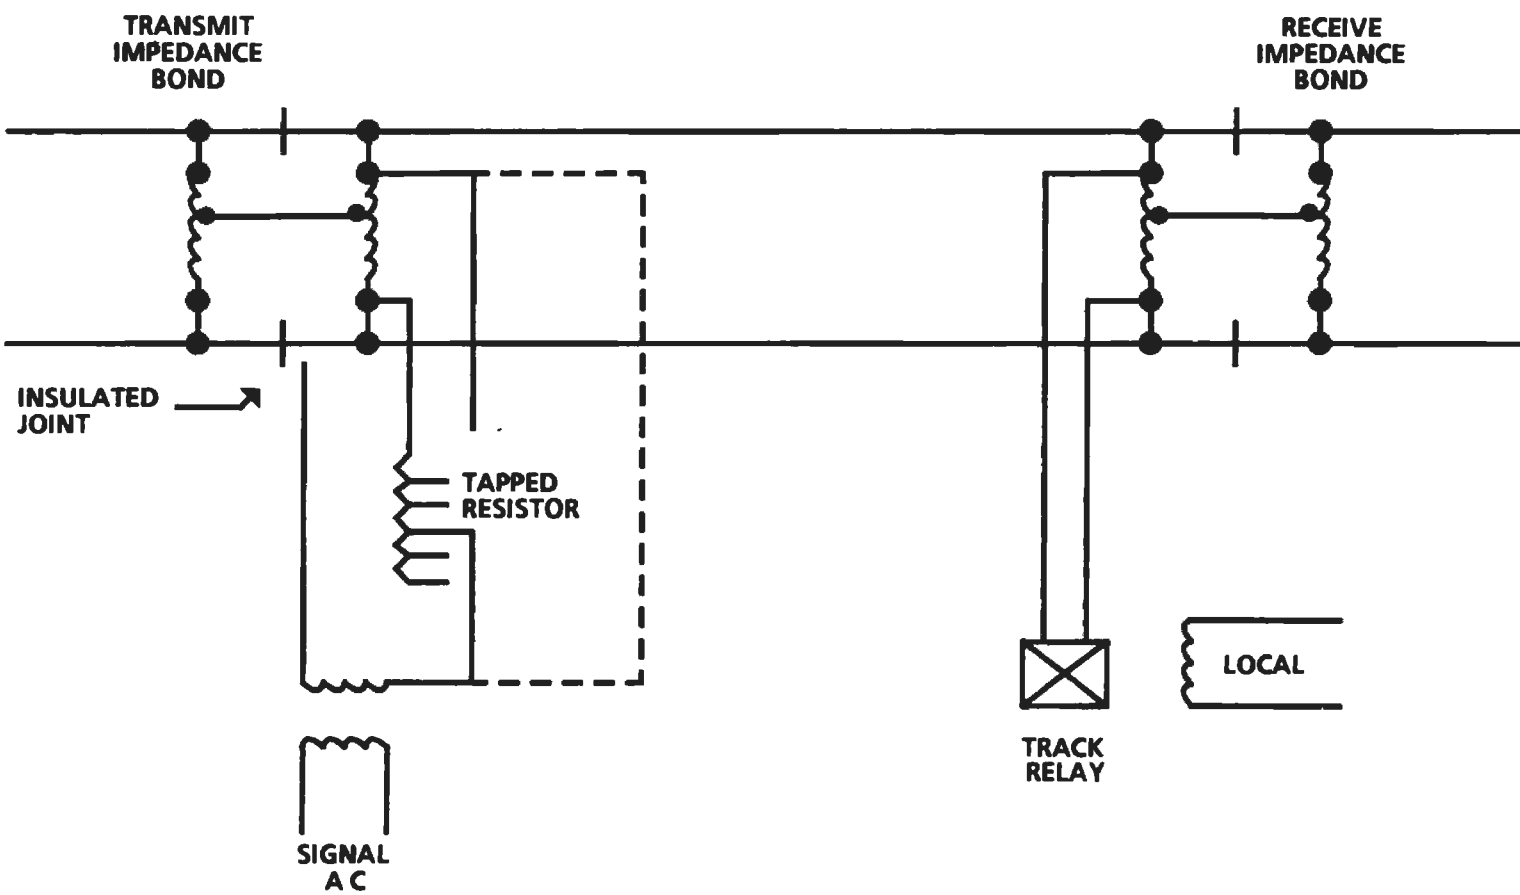 TRANSMIT
IMPEDANCE
BOND
RECEIVE
IMPEDANCE
BOND
INSULATED
JOINT
TAPPED
RESISTOR
LOCAL
TRACK
RELAY
SIGNAL
A C